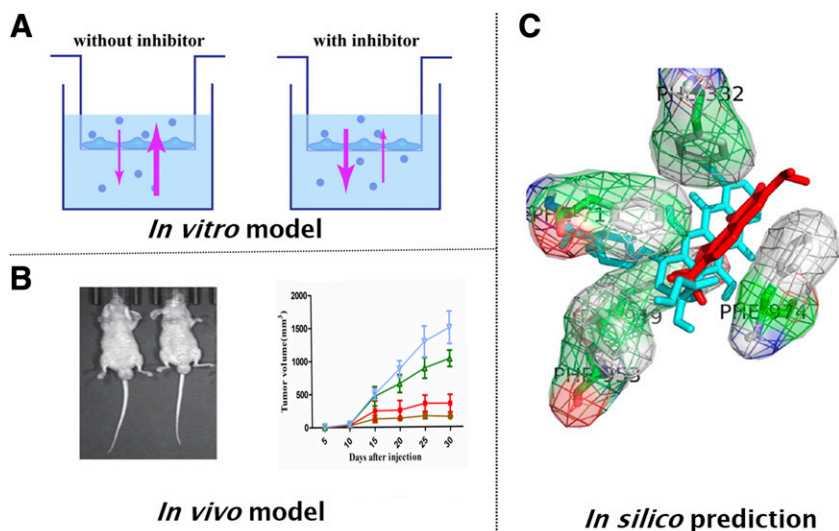 A
without inhibitor
with inhibitor
In vitro model
B
Tumor volume(mm³)
2000
1500
1000
500
0
5
10
15
20
25
30
Days after injection
In vivo model
C
PHE 332
PHE 974
In silico prediction